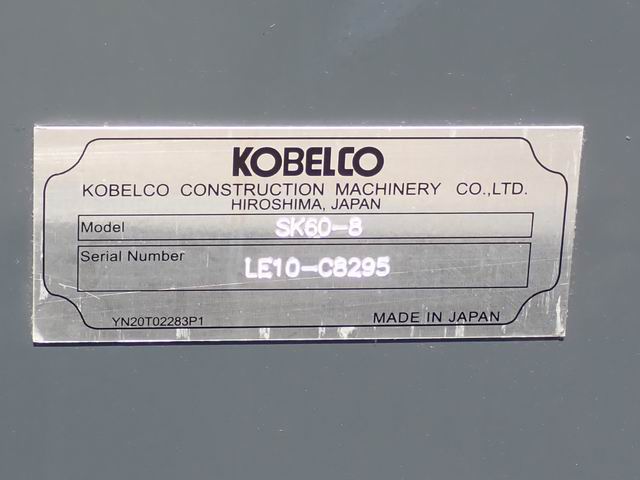 KOBELCO
KOBELCO CONSTRUCTION MACHINERY CO.,LTD.
HIROSHIMA, JAPAN
Model SK60-8
Serial Number LE10-C8295
YN20T02283P1 MADE IN JAPAN